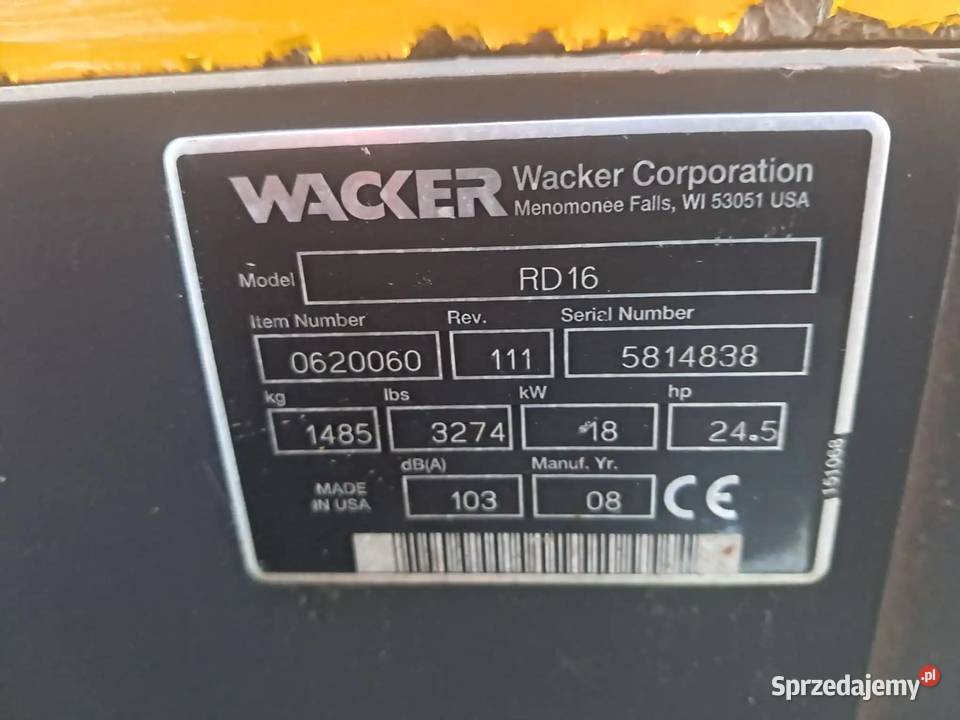 WACKER Wacker Corporation
Menomonee Falls, WI 53051 USA
Model RD16
Item Number Rev. Serial Number
0620060 111 5814838
kg lbs kW hp
1485 3274 18 24.5
dB(A) Manuf. Yr.
MADE
IN USA 103 08 CE
151068
Sprzedajemy.pl